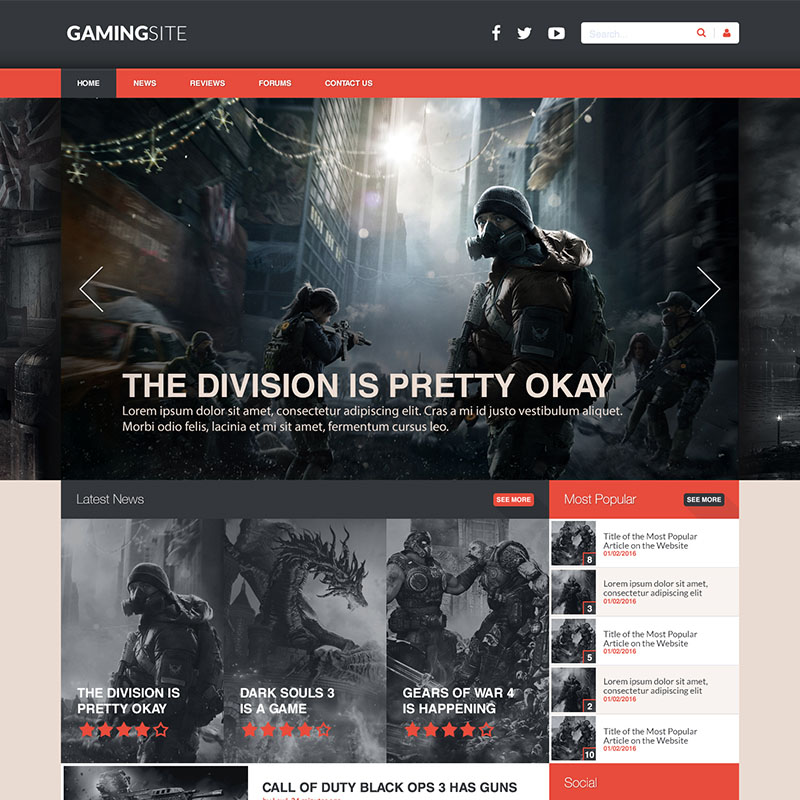 GAMINGSITE
Search...
HOME NEWS REVIEWS FORUMS CONTACT US
THE DIVISION IS PRETTY OKAY
Lorem ipsum dolor sit amet, consectetur adipiscing elit. Cras a mi id justo vestibulum aliquet.
Morbi odio felis, lacinia et mi sit amet, fermentum cursus leo.
Latest News SEE MORE
THE DIVISION IS
PRETTY OKAY
DARK SOULS 3
IS A GAME
GEARS OF WAR 4
IS HAPPENING
CALL OF DUTY BLACK OPS 3 HAS GUNS
Most Popular SEE MORE
8
Title of the Most Popular
Article on the Website
01/02/2016
3
Lorem ipsum dolor sit amet,
consectetur adipiscing elit
01/02/2016
5
Title of the Most Popular
Article on the Website
01/02/2016
2
Lorem ipsum dolor sit amet,
consectetur adipiscing elit
01/02/2016
10
Title of the Most Popular
Article on the Website
01/02/2016
Social